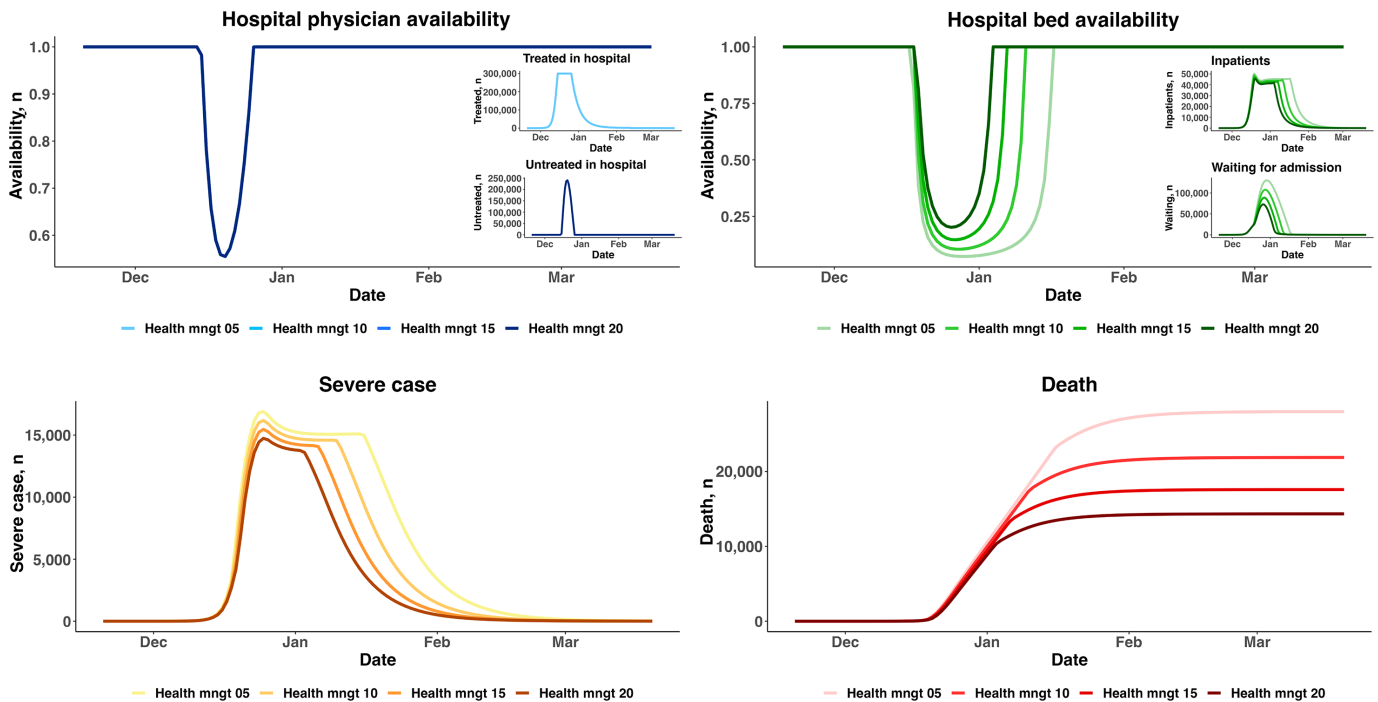 Hospital physician availability
Availability, n
1.0
0.9
0.8
0.7
0.6
Dec
Jan
Feb
Mar
Date
Treated in hospital
Treated, n
300,000
200,000
100,000
0
Dec
Jan
Feb
Mar
Date
Untreated in hospital
Untreated, n
250,000
200,000
150,000
100,000
50,000
0
Dec
Jan
Feb
Mar
Date
Health mngt 05 Health mngt 10 Health mngt 15 Health mngt 20
Hospital bed availability
Availability, n
1.00
0.75
0.50
0.25
Dec
Jan
Feb
Mar
Date
Inpatients
Inpatients, n
50,000
40,000
30,000
20,000
10,000
0
Dec
Jan
Feb
Mar
Date
Waiting for admission
Waiting, n
100,000
50,000
0
Dec
Jan
Feb
Mar
Date
Health mngt 05 Health mngt 10 Health mngt 15 Health mngt 20
Severe case
Severe case, n
15,000
10,000
5,000
0
Dec
Jan
Feb
Mar
Date
Health mngt 05 Health mngt 10 Health mngt 15 Health mngt 20
Death
Death, n
20,000
10,000
0
Dec
Jan
Feb
Mar
Date
Health mngt 05 Health mngt 10 Health mngt 15 Health mngt 20